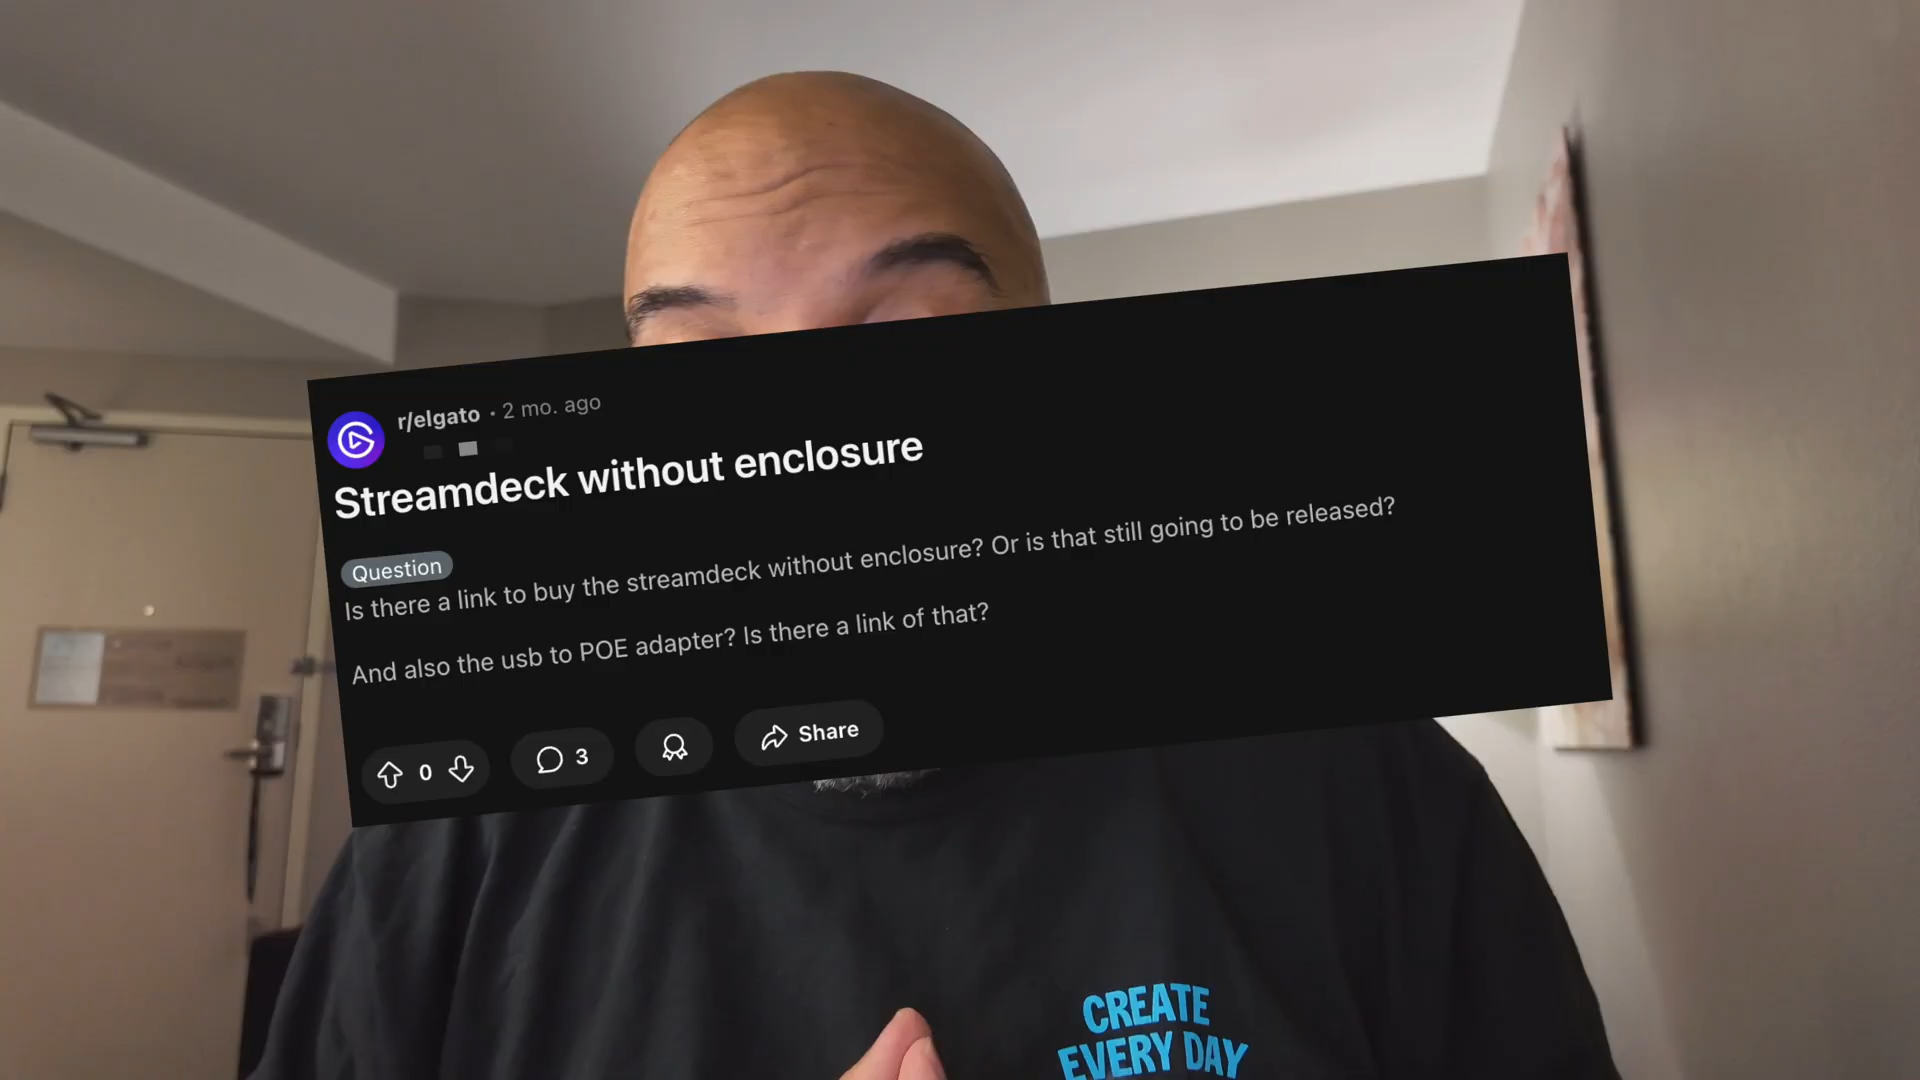 r/elgato • 2 mo. ago
Streamdeck without enclosure
Question
Is there a link to buy the streamdeck without enclosure? Or is that still going to be released?
And also the usb to POE adapter? Is there a link of that?
0
3
Share
CREATE
EVERY DAY